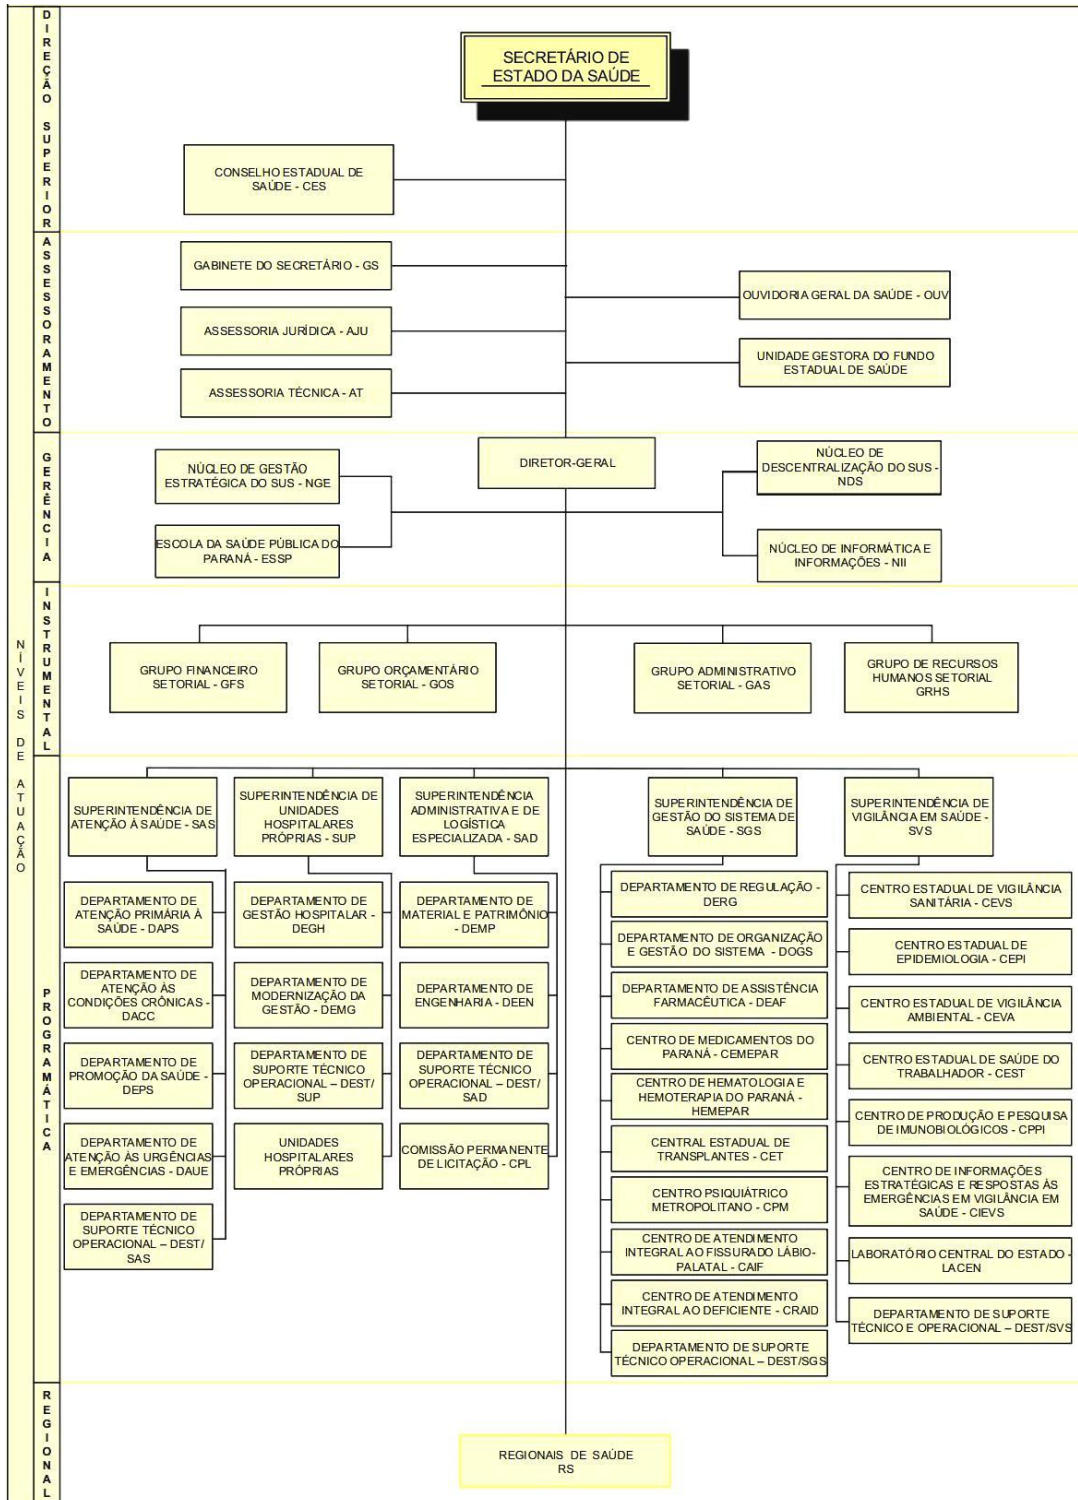 NÍVEIS DE ATUAÇÃO
DIREÇÃO SUPERIOR
SECRETÁRIO DE
ESTADO DA SAÚDE
CONSELHO ESTADUAL DE
SAÚDE - CES
ASSESSORAMENTO
GABINETE DO SECRETÁRIO - GS
OUVIDORIA GERAL DA SAÚDE - OUV
ASSESSORIA JURÍDICA - AJU
UNIDADE GESTORA DO FUNDO
ESTADUAL DE SAÚDE
ASSESSORIA TÉCNICA - AT
GERÊNCIA
DIRETOR-GERAL
NÚCLEO DE GESTÃO
ESTRATÉGICA DO SUS - NGE
NÚCLEO DE
DESCENTRALIZAÇÃO DO SUS -
NDS
ESCOLA DA SAÚDE PÚBLICA DO
PARANÁ - ESSP
NÚCLEO DE INFORMÁTICA E
INFORMAÇÕES - NII
INSTRUMENTAL
GRUPO FINANCEIRO
SETORIAL - GFS
GRUPO ORÇAMENTÁRIO
SETORIAL - GOS
GRUPO ADMINISTRATIVO
SETORIAL - GAS
GRUPO DE RECURSOS
HUMANOS SETORIAL
GRHS
PROGRAMÁTICA
SUPERINTENDÊNCIA DE
ATENÇÃO À SAÚDE - SAS
DEPARTAMENTO DE
ATENÇÃO PRIMÁRIA À
SAÚDE - DAPS
DEPARTAMENTO DE
ATENÇÃO ÀS
CONDIÇÕES CRÔNICAS -
DACC
DEPARTAMENTO DE
PROMOÇÃO DA SAÚDE -
DEPS
DEPARTAMENTO DE
ATENÇÃO ÀS URGÊNCIAS
E EMERGÊNCIAS - DAUE
DEPARTAMENTO DE
SUPORTE TÉCNICO
OPERACIONAL – DEST/
SAS
SUPERINTENDÊNCIA DE
UNIDADES
HOSPITALARES
PRÓPRIAS - SUP
DEPARTAMENTO DE
GESTÃO HOSPITALAR -
DEGH
DEPARTAMENTO DE
MODERNIZAÇÃO DA
GESTÃO - DEMG
DEPARTAMENTO DE
SUPORTE TÉCNICO
OPERACIONAL – DEST/
SUP
UNIDADES
HOSPITALARES
PRÓPRIAS
SUPERINTENDÊNCIA
ADMINISTRATIVA E DE
LOGÍSTICA
ESPECIALIZADA - SAD
DEPARTAMENTO DE
MATERIAL E PATRIMÔNIO
- DEMP
DEPARTAMENTO DE
ENGENHARIA - DEEN
DEPARTAMENTO DE
SUPORTE TÉCNICO
OPERACIONAL – DEST/
SAD
COMISSÃO PERMANENTE
DE LICITAÇÃO - CPL
SUPERINTENDÊNCIA DE
GESTÃO DO SISTEMA DE
SAÚDE - SGS
DEPARTAMENTO DE REGULAÇÃO -
DERG
DEPARTAMENTO DE ORGANIZAÇÃO
E GESTÃO DO SISTEMA - DOGS
DEPARTAMENTO DE ASSISTÊNCIA
FARMACÊUTICA - DEAF
CENTRO DE MEDICAMENTOS DO
PARANÁ - CEMEPAR
CENTRO DE HEMATOLOGIA E
HEMOTERAPIA DO PARANÁ -
HEMEPAR
CENTRAL ESTADUAL DE
TRANSPLANTES - CET
CENTRO PSIQUIÁTRICO
METROPOLITANO - CPM
CENTRO DE ATENDIMENTO
INTEGRAL AO FISSURADO LÁBIO-
PALATAL - CAIF
CENTRO DE ATENDIMENTO
INTEGRAL AO DEFICIENTE - CRAID
DEPARTAMENTO DE SUPORTE
TÉCNICO OPERACIONAL – DEST/SGS
SUPERINTENDÊNCIA DE
VIGILÂNCIA EM SAÚDE -
SVS
CENTRO ESTADUAL DE VIGILÂNCIA
SANITÁRIA - CEVS
CENTRO ESTADUAL DE
EPIDEMIOLOGIA - CEPI
CENTRO ESTADUAL DE VIGILÂNCIA
AMBIENTAL - CEVA
CENTRO ESTADUAL DE SAÚDE DO
TRABALHADOR - CEST
CENTRO DE PRODUÇÃO E PESQUISA
DE IMUNOBIOLÓGICOS - CPPI
CENTRO DE INFORMAÇÕES
ESTRATÉGICAS E RESPOSTAS ÀS
EMERGÊNCIAS EM VIGILÂNCIA EM
SAÚDE - CIEVS
LABORATÓRIO CENTRAL DO ESTADO -
LACEN
DEPARTAMENTO DE SUPORTE
TÉCNICO E OPERACIONAL – DEST/SVS
REGIONAL
REGIONAIS DE SAÚDE
RS